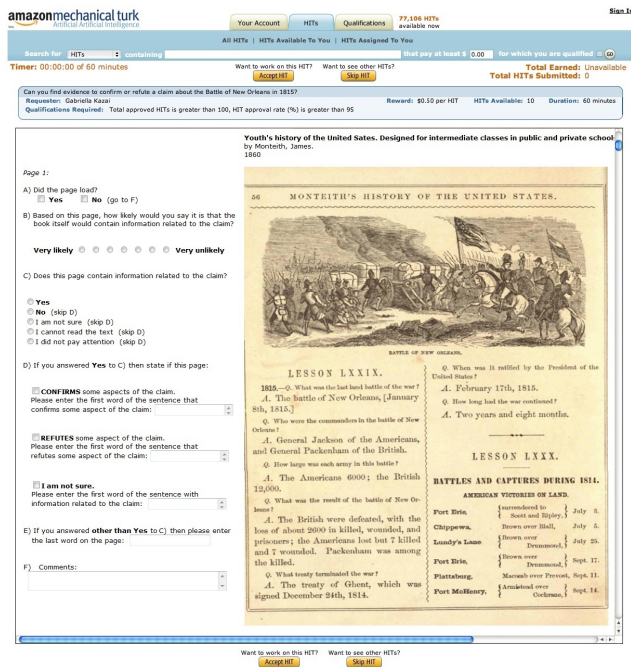 Sign In
amazonmechanical turk
Artificial Artificial Intelligence
Your Account
HITs
Qualifications
77,106 HITs
available now
All HITs | HITs Available To You | HITs Assigned To You
Search for HITs containing that pay at least $ 0.00 for which you are qualified GO
Timer: 00:00:00 of 60 minutes
Want to work on this HIT?
Want to see other HITs?
Accept HIT
Skip HIT
Total Earned: Unavailable
Total HITs Submitted: 0
Can you find evidence to confirm or refute a claim about the Battle of New Orleans in 1815?
Requester: Gabriella Kazai
Reward: $0.50 per HIT
HITs Available: 10
Duration: 60 minutes
Qualifications Required: Total approved HITs is greater than 100, HIT approval rate (%) is greater than 95
Page 1:
A) Did the page load?
Yes No (go to F)
B) Based on this page, how likely would you say it is that the
book itself would contain information related to the claim?
Very likely Very unlikely
C) Does this page contain information related to the claim?
Yes
No (skip D)
I am not sure (skip D)
I cannot read the text (skip D)
I did not pay attention (skip D)
D) If you answered Yes to C) then state if this page:
CONFIRMS some aspects of the claim.
Please enter the first word of the sentence that
confirms some aspect of the claim:
REFUTES some aspect of the claim.
Please enter the first word of the sentence that
refutes some aspect of the claim:
I am not sure.
Please enter the first word of the sentence with
information related to the claim:
E) If you answered other than Yes to C) then please enter
the last word on the page:
F) Comments:
Youth's history of the United Sates. Designed for intermediate classes in public and private school
by Monteith, James.
1860
56 MONTEITH'S HISTORY OF THE UNITED STATES.
BATTLE OF NEW ORLEANS.
LESSON LXXIX.
1815.—Q. What was the last land battle of the war?
A. The battle of New Orleans, [January
8th, 1815.]
Q. Who were the commanders in the battle of New
Orleans?
A. General Jackson of the Americans,
and General Packenham of the British.
Q. How large was each army in this battle?
A. The Americans 6000; the British
12,000.
Q. What was the result of the battle of New Or-
leans?
A. The British were defeated, with the
loss of about 2600 in killed, wounded, and
prisoners; the Americans lost but 7 killed
and 7 wounded. Packenham was among
the killed.
Q. What treaty terminated the war?
A. The treaty of Ghent, which was
signed December 24th, 1814.
Q. When was it ratified by the President of the
United States?
A. February 17th, 1815.
Q. How long had the war continued?
A. Two years and eight months.
LESSON LXXX.
BATTLES AND CAPTURES DURING 1814.
AMERICAN VICTORIES ON LAND.
Fort Erie, { surrendered to Scott and Ripley, } July 3.
Chippewa, Brown over Riall, July 5.
Lundy's Lane { Brown over Drummond, } July 25.
Fort Erie, { Brown over Drummond, } Sept. 17.
Plattsburg, Macomb over Prevost, Sept. 11.
Fort McHenry, { Armistead over Cochrane, } Sept. 14.
Want to work on this HIT?
Want to see other HITs?
Accept HIT
Skip HIT